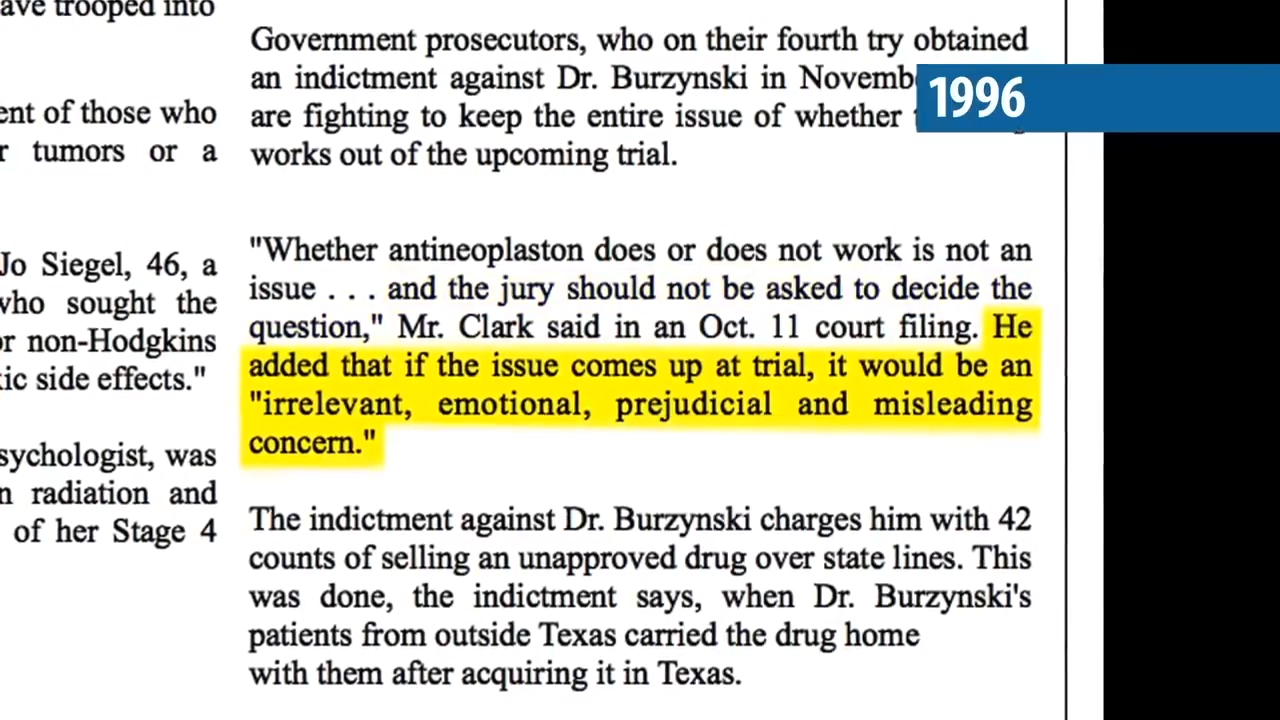 ave trooped into
ent of those who
r tumors or a
Jo Siegel, 46, a
who sought the
or non-Hodgkins
ic side effects."
sychologist, was
n radiation and
of her Stage 4
Government prosecutors, who on their fourth try obtained
an indictment against Dr. Burzynski in Novemb
are fighting to keep the entire issue of whether
works out of the upcoming trial.
"Whether antineoplaston does or does not work is not an
issue . . . and the jury should not be asked to decide the
question," Mr. Clark said in an Oct. 11 court filing. He
added that if the issue comes up at trial, it would be an
"irrelevant, emotional, prejudicial and misleading
concern."
The indictment against Dr. Burzynski charges him with 42
counts of selling an unapproved drug over state lines. This
was done, the indictment says, when Dr. Burzynski's
patients from outside Texas carried the drug home
with them after acquiring it in Texas.
1996